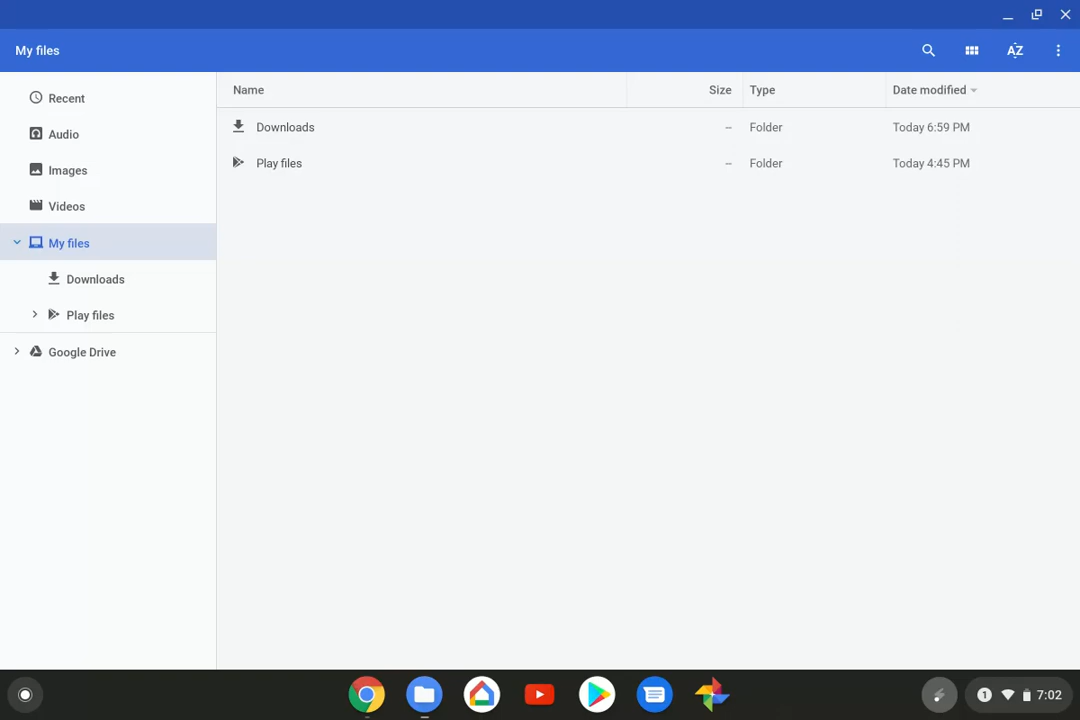 My files
AZ
Recent
Audio
Images
Videos
My files
Downloads
Play files
Google Drive
Name Size Type Date modified
Downloads -- Folder Today 6:59 PM
Play files -- Folder Today 4:45 PM
1 7:02